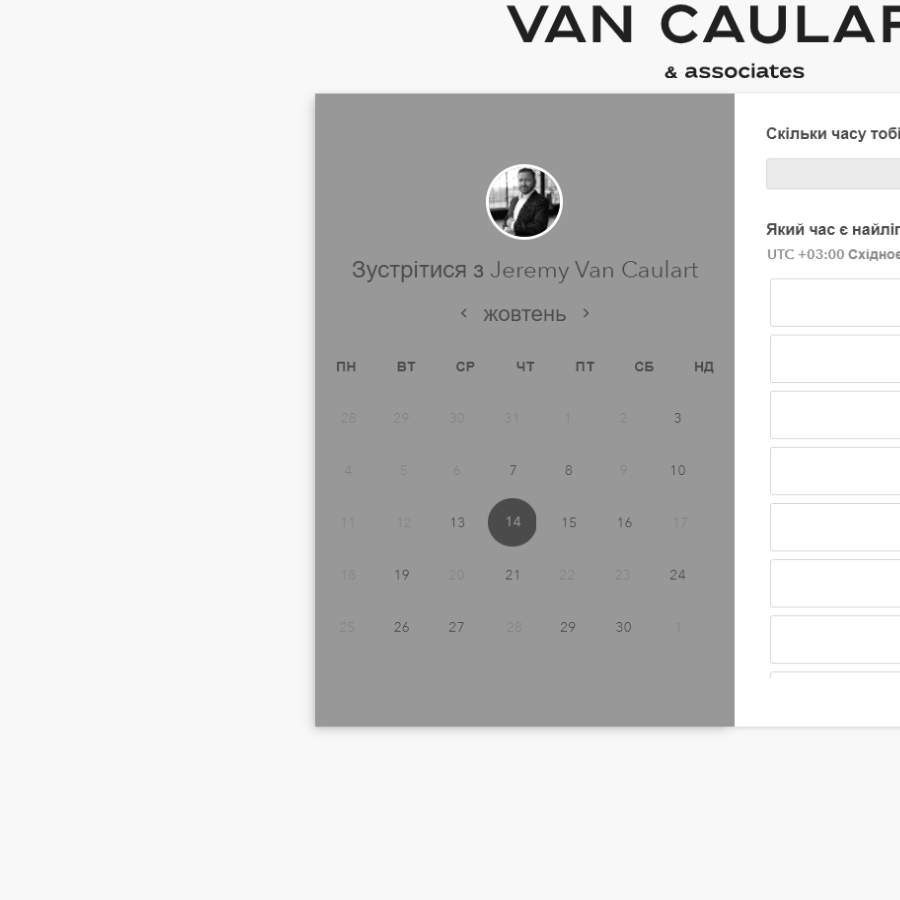 VAN CAULAR
& associates
Скільки часу тобі
Зустрітися з Jeremy Van Caulart
‹ жовтень ›
ПН ВТ СР ЧТ ПТ СБ НД
28 29 30 31 1 2 3
4 5 6 7 8 9 10
11 12 13 14 15 16 17
18 19 20 21 22 23 24
25 26 27 28 29 30 1
Який час є
UTC +03:00